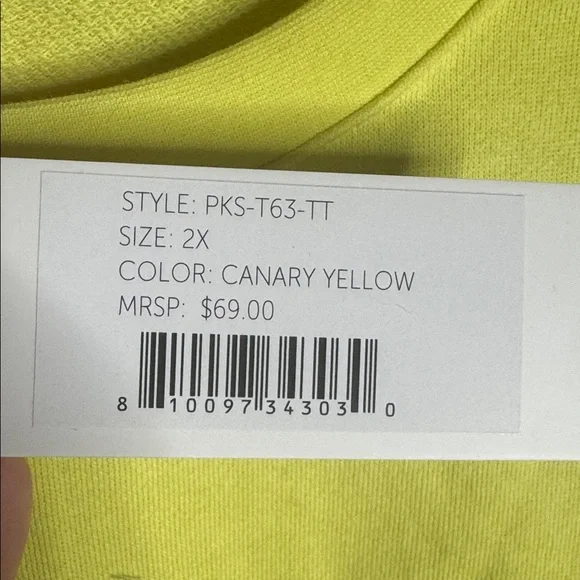 STYLE: PKS-T63-TT
SIZE: 2X
COLOR: CANARY YELLOW
MRSP: $69.00
8 10097 34303 0